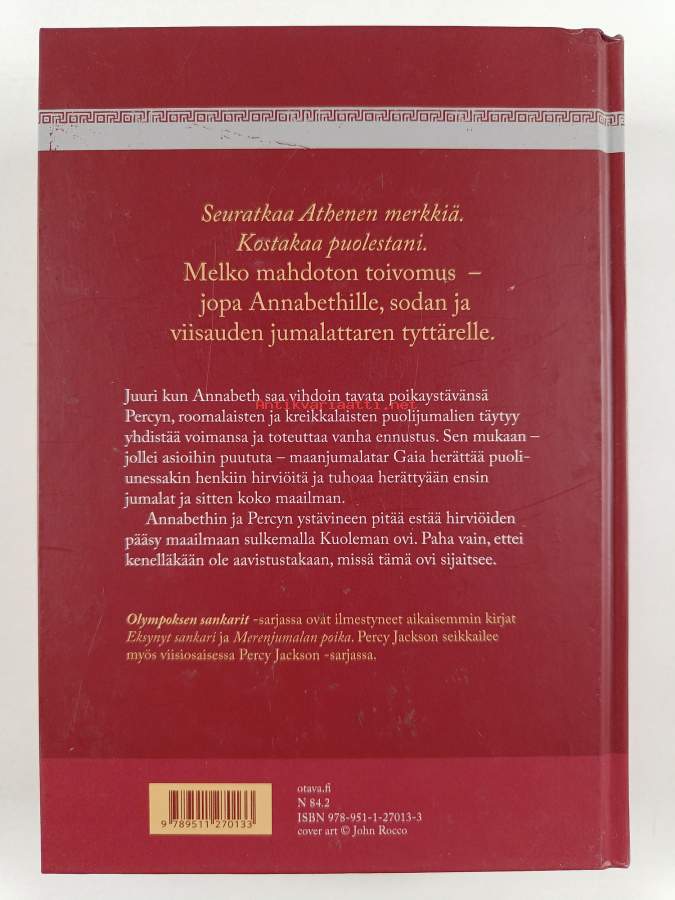 Seuratkaa Athenen merkkiä.
Kostakaa puolestani.
Melko mahdoton toivomus –
jopa Annabethille, sodan ja
viisauden jumalattaren tyttärelle.
Juuri kun Annabeth saa vihdoin tavata poikaystävänsä
Antikvariaatti.net
Percyn, roomalaisten ja kreikkalaisten puolijumalien täytyy
yhdistää voimansa ja toteuttaa vanha ennustus. Sen mukaan –
jollei asioihin puututa – maanjumalatar Gaia herättää puoli-
unessakin henkiin hirviöitä ja tuhoaa herättyään ensin
jumalat ja sitten koko maailman.
Annabethin ja Percyn ystävineen pitää estää hirviöiden
pääsy maailmaan sulkemalla Kuoleman ovi. Paha vain, ettei
kenelläkään ole aavistustakaan, missä tämä ovi sijaitsee.
Olympoksen sankarit -sarjassa ovat ilmestyneet aikaisemmin kirjat
Eksynyt sankari ja Merenjumalan poika. Percy Jackson seikkailee
myös viisiosaisessa Percy Jackson -sarjassa.
otava.fi
N 84.2
ISBN 978-951-1-27013-3
cover art © John Rocco
9 789511 270133